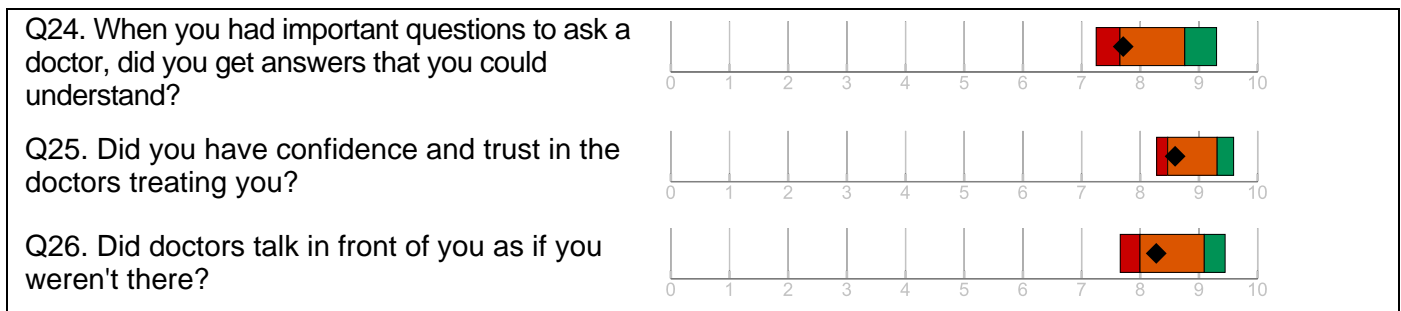 Q24. When you had important questions to ask a
doctor, did you get answers that you could
understand?
0 1 2 3 4 5 6 7 8 9 10
Q25. Did you have confidence and trust in the
doctors treating you?
0 1 2 3 4 5 6 7 8 9 10
Q26. Did doctors talk in front of you as if you
weren't there?
0 1 2 3 4 5 6 7 8 9 10